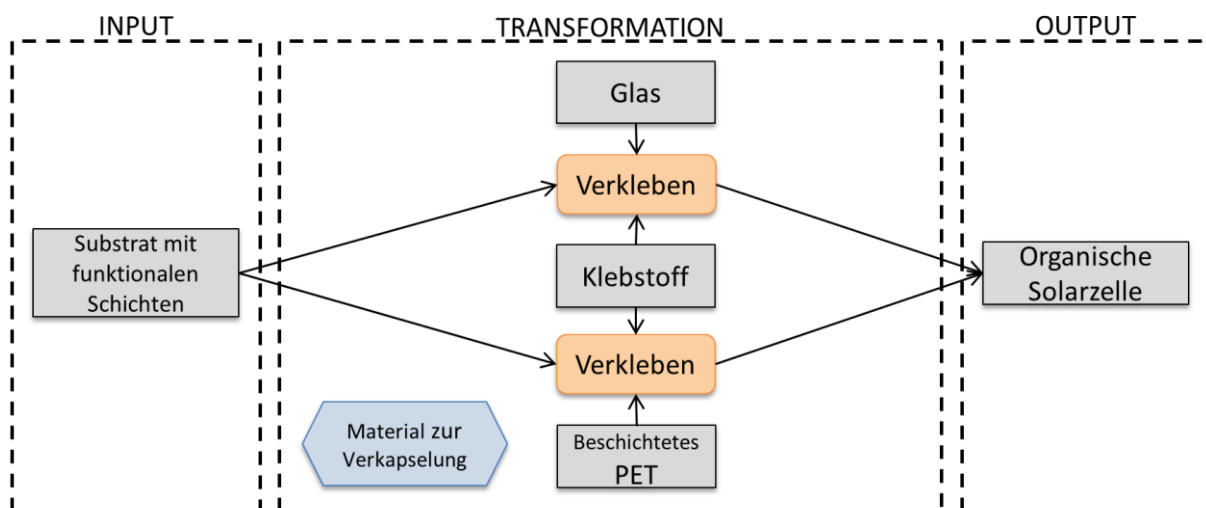 INPUT
TRANSFORMATION
OUTPUT
Glas
Verkleben
Substrat mit
funktionalen
Schichten
Klebstoff
Organische
Solarzelle
Verkleben
Material zur
Verkapselung
Beschichtetes
PET